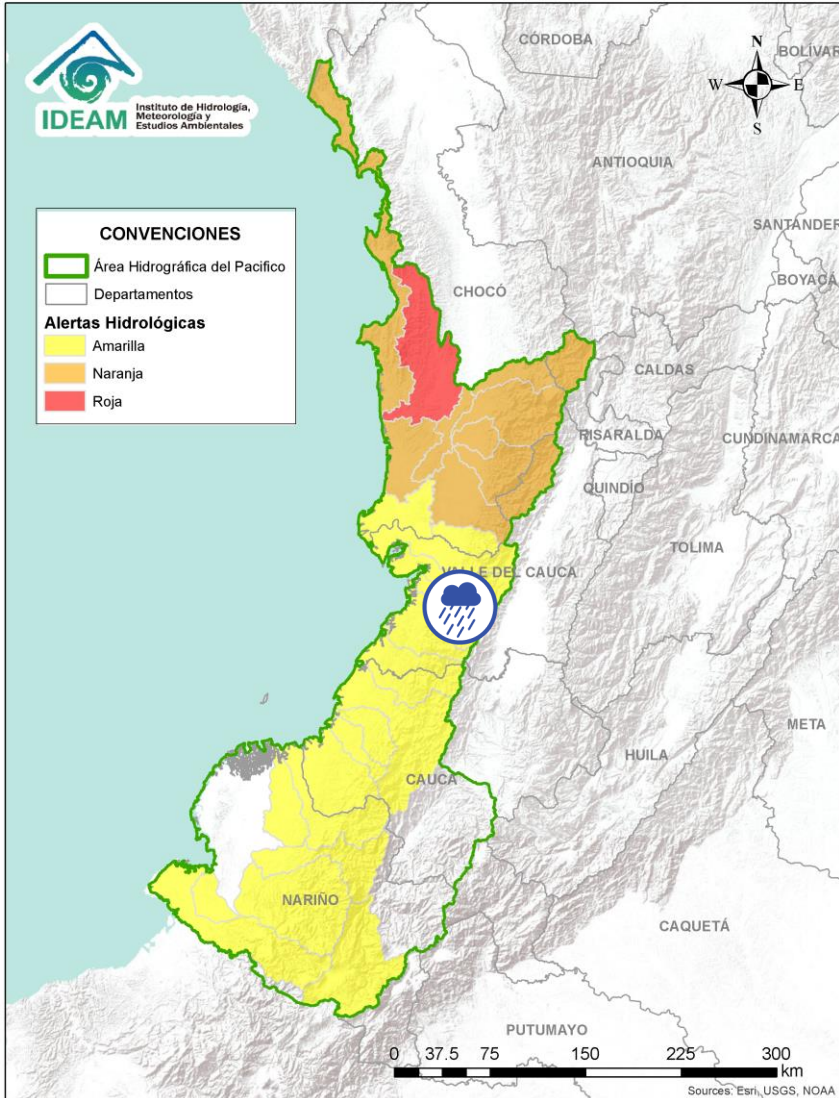 IDEAM
Instituto de Hidrología,
Meteorología y
Estudios Ambientales
CÓRDOBA
BOLÍVAR
N
W
E
S
ANTIOQUIA
SANTANDER
BOYACÁ
CONVENCIONES
Área Hidrográfica del Pacifico
Departamentos
Alertas Hidrológicas
Amarilla
Naranja
Roja
CHOCÓ
CALDAS
RISARALDA
CUNDINAMARCA
QUINDÍO
TOLIMA
VALLE DEL CAUCA
META
HUILA
CAUCA
NARIÑO
CAQUETÁ
PUTUMAYO
0 37.5 75 150 225 300
km
Sources: Esri, USGS, NOAA